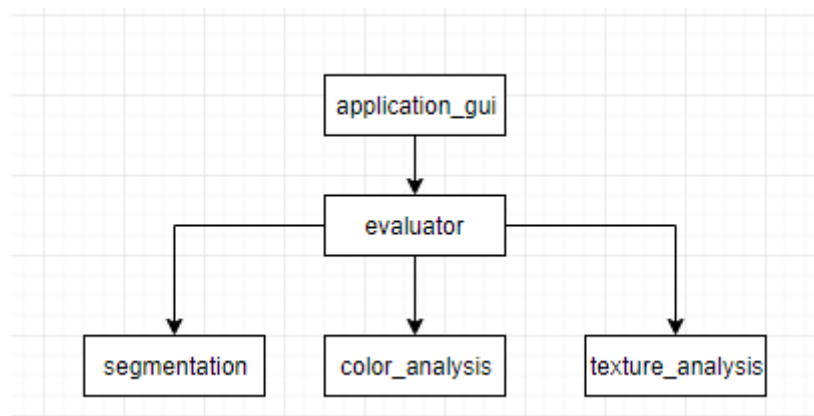 application_gui
evaluator
segmentation
color_analysis
texture_analysis